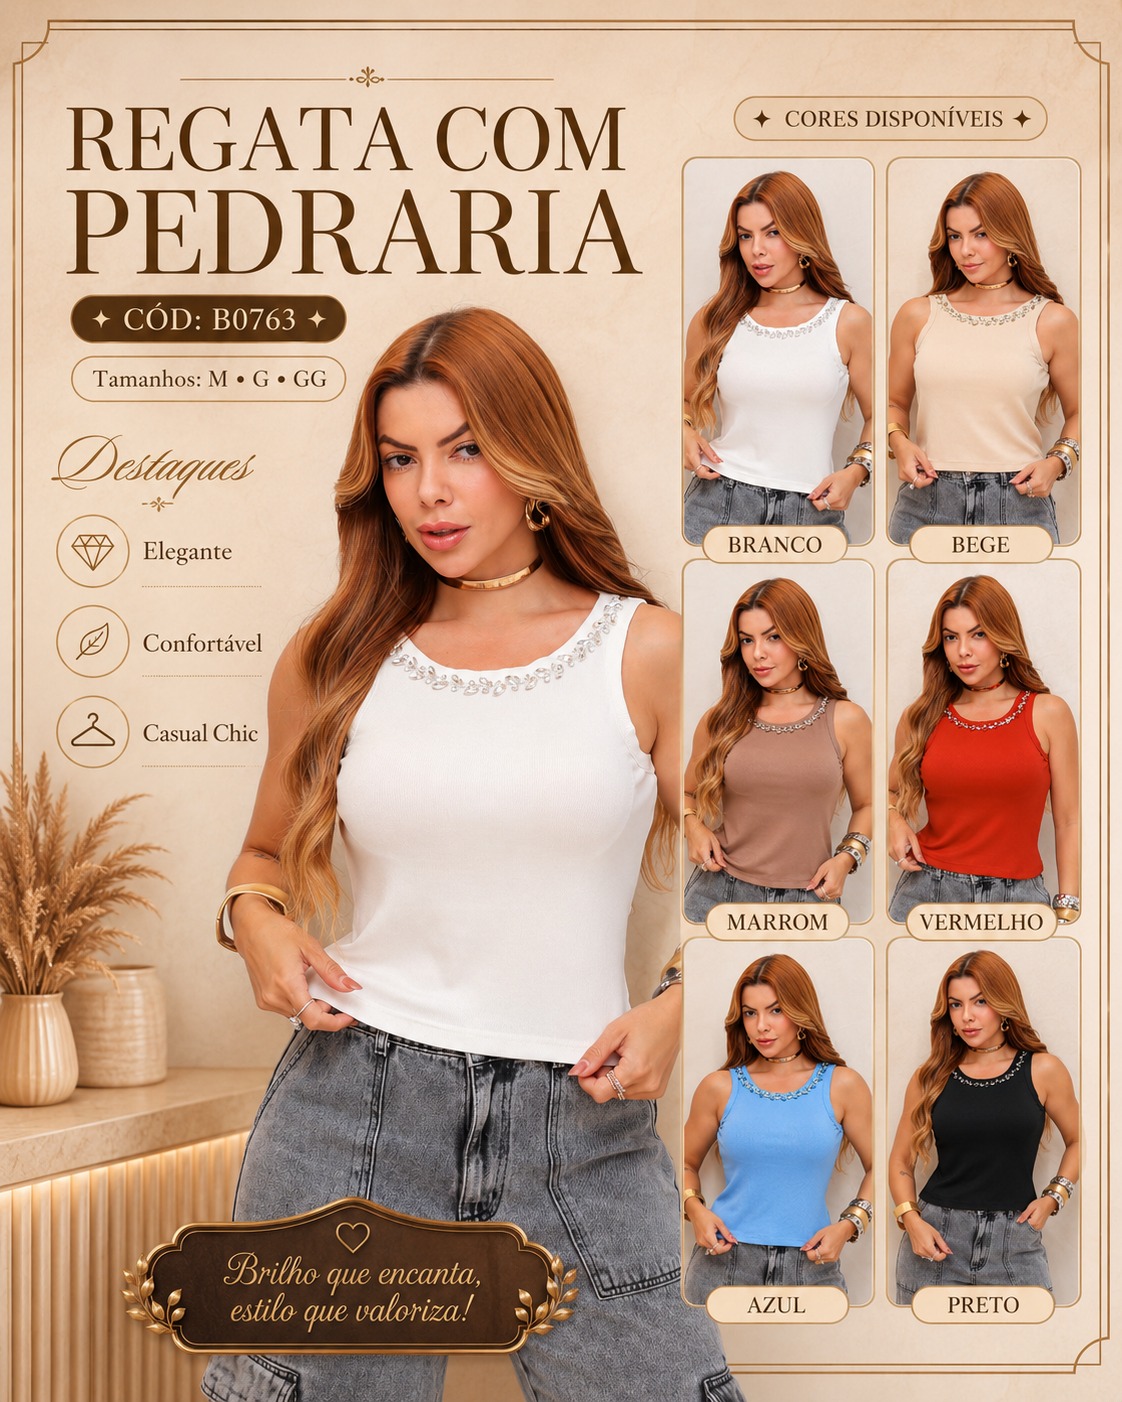 REGATA COM
PEDRARIA
CÓD: B0763
Tamanhos: M • G • GG
Destaques
Elegante
Confortável
Casual Chic
Brilho que encanta,
estilo que valoriza!
CORES DISPONÍVEIS
BRANCO
BEGE
MARROM
VERMELHO
AZUL
PRETO